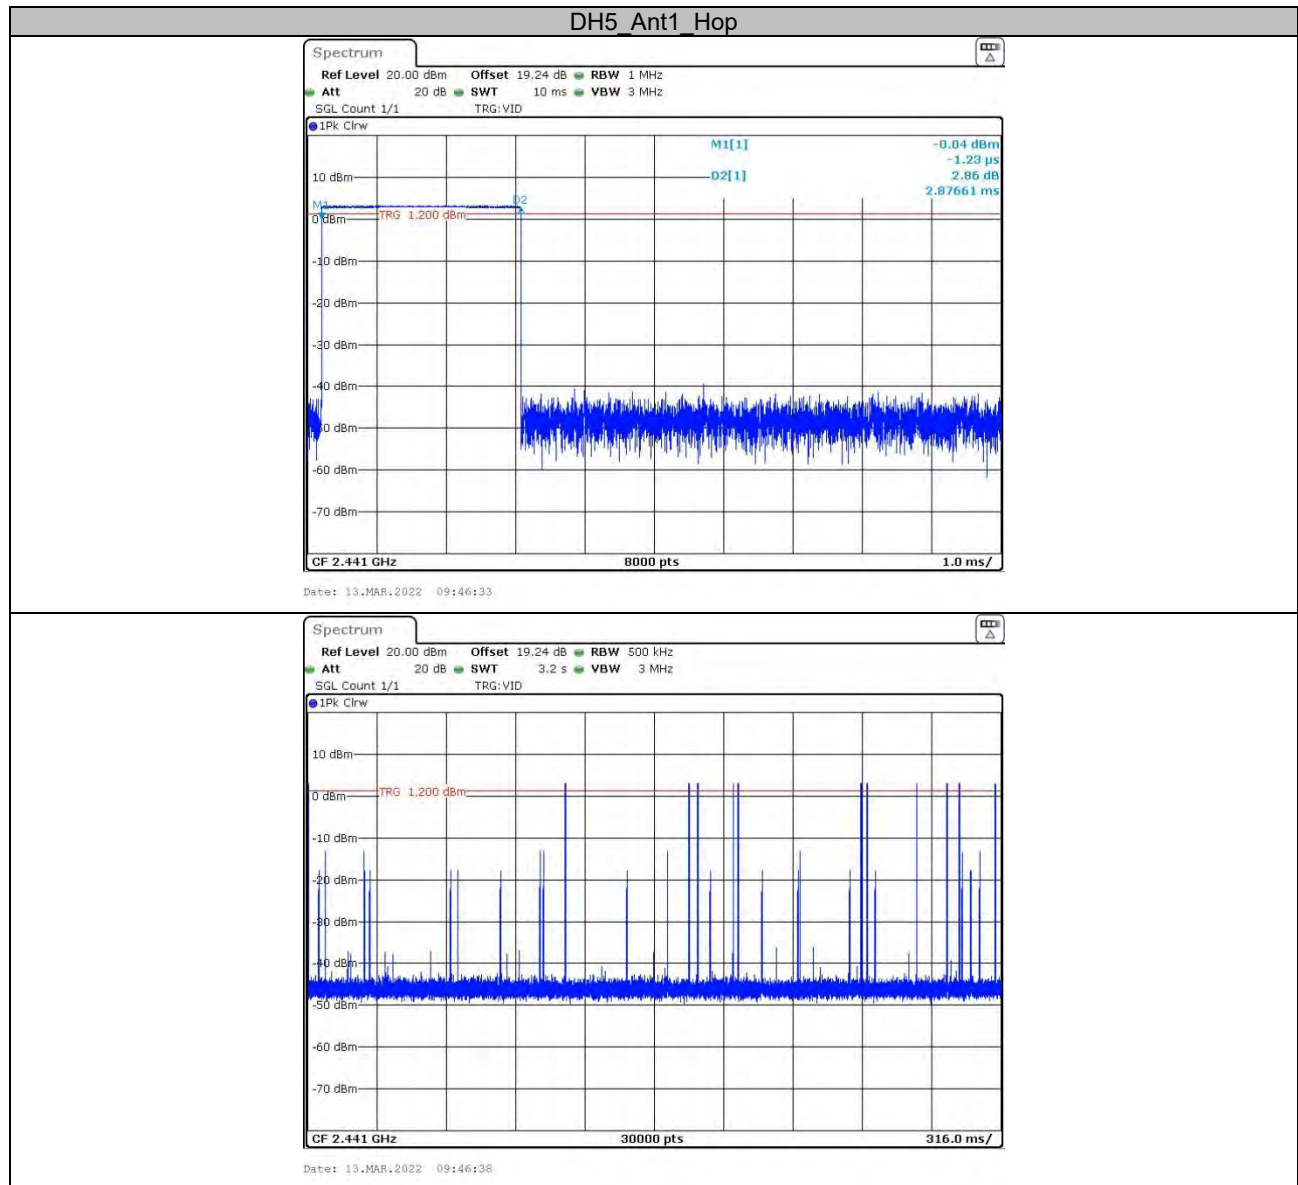 DH5_Ant1_Hop
Spectrum
Ref Level 20.00 dBm Offset 19.24 dB RBW 1 MHz
Att 20 dB SWT 10 ms VBW 3 MHz
SGL Count 1/1 TRG:VID
1Pk Clrw
M1[1] -0.04 dBm
-1.23 µs
D2[1] 2.86 dB
2.87661 ms
10 dBm
M1 D2
0 dBm TRG 1.200 dBm
-10 dBm
-20 dBm
-30 dBm
-40 dBm
-50 dBm
-60 dBm
-70 dBm
CF 2.441 GHz 8000 pts 1.0 ms/
Date: 13.MAR.2022 09:46:33
Spectrum
Ref Level 20.00 dBm Offset 19.24 dB RBW 500 kHz
Att 20 dB SWT 3.2 s VBW 3 MHz
SGL Count 1/1 TRG:VID
1Pk Clrw
10 dBm
0 dBm TRG 1.200 dBm
-10 dBm
-20 dBm
-30 dBm
-40 dBm
-50 dBm
-60 dBm
-70 dBm
CF 2.441 GHz 30000 pts 316.0 ms/
Date: 13.MAR.2022 09:46:38